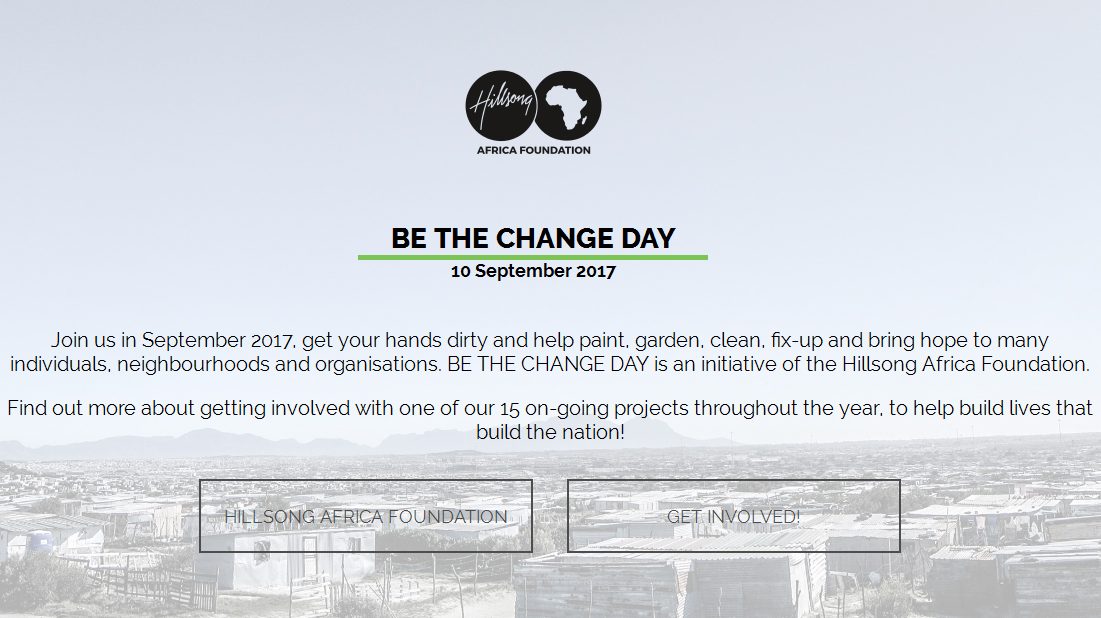 Hillsong
AFRICA FOUNDATION
BE THE CHANGE DAY
10 September 2017
Join us in September 2017, get your hands dirty and help paint, garden, clean, fix-up and bring hope to many
individuals, neighbourhoods and organisations. BE THE CHANGE DAY is an initiative of the Hillsong Africa Foundation.
Find out more about getting involved with one of our 15 on-going projects throughout the year, to help build lives that
build the nation!
HILLSONG AFRICA FOUNDATION
GET INVOLVED!